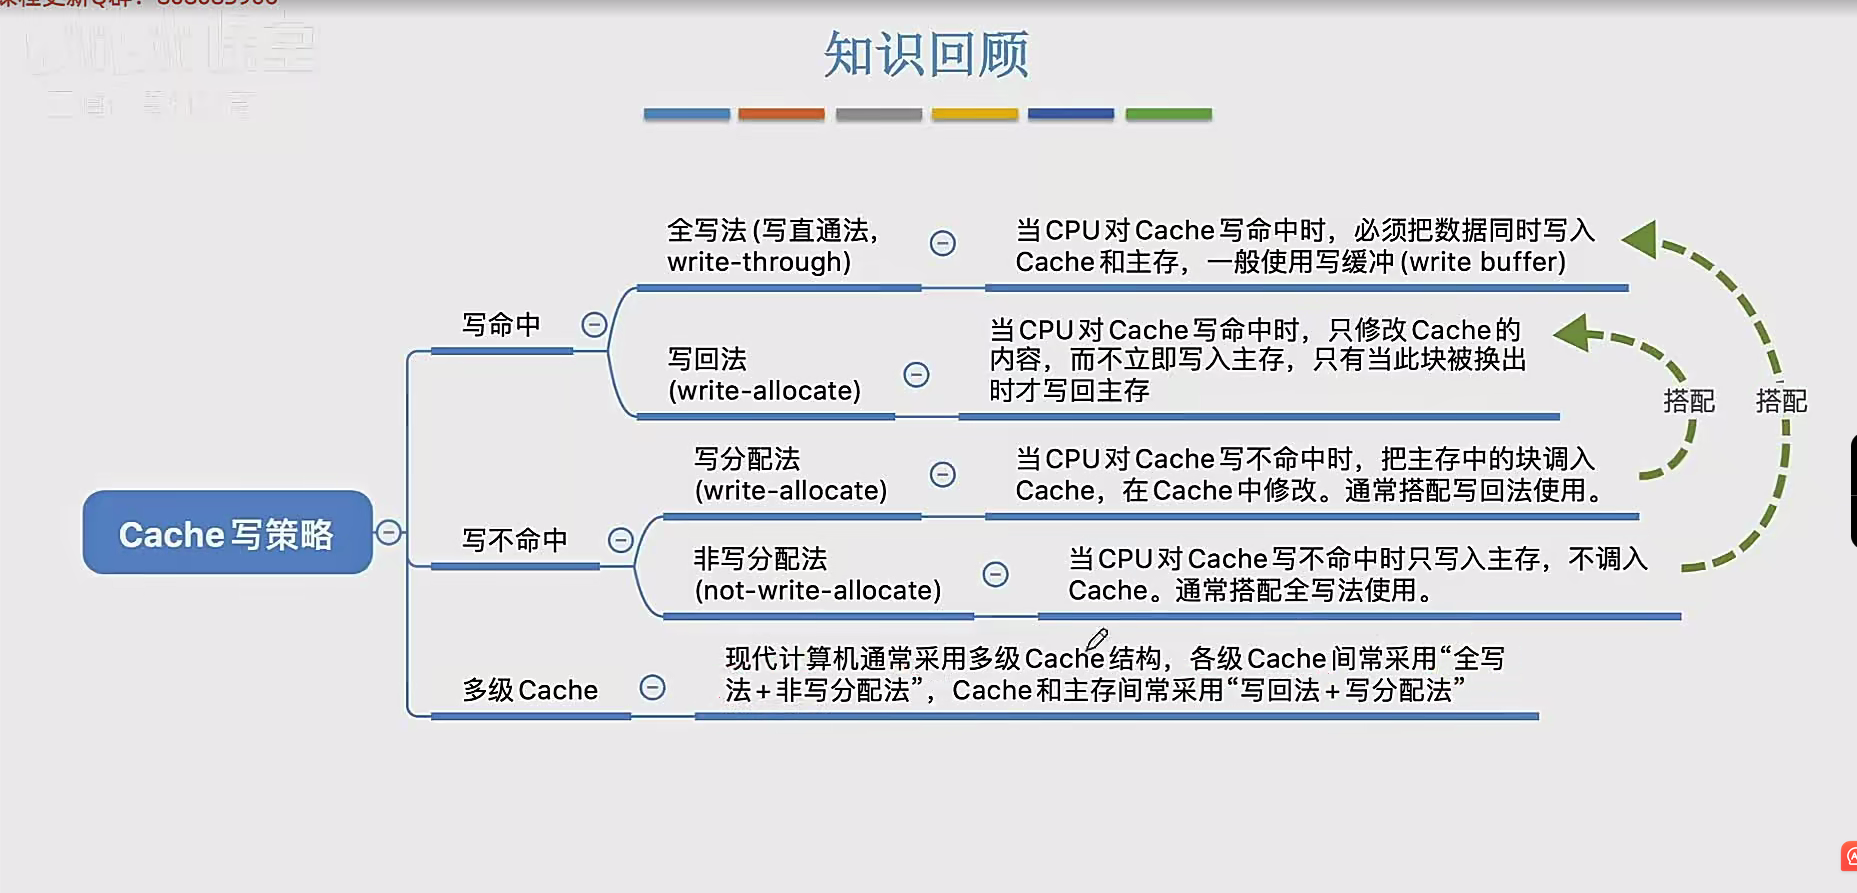 知识回顾
全写法(写直通法,
write-through)
当CPU对Cache写命中时，必须把数据同时写入
Cache和主存，一般使用写缓冲(write buffer)
写命中
写回法
(write-allocate)
当CPU对Cache写命中时，只修改Cache的
内容，而不立即写入主存，只有当此块被换出
时才写回主存
搭配
搭配
Cache写策略
写不命中
写分配法
(write-allocate)
当CPU对Cache写不命中时，把主存中的块调入
Cache，在Cache中修改。通常搭配写回法使用。
非写分配法
(not-write-allocate)
当CPU对Cache写不命中时只写入主存，不调入
Cache。通常搭配全写法使用。
多级Cache
现代计算机通常采用多级Cache结构，各级Cache间常采用“全写
法+非写分配法”，Cache和主存间常采用“写回法+写分配法”